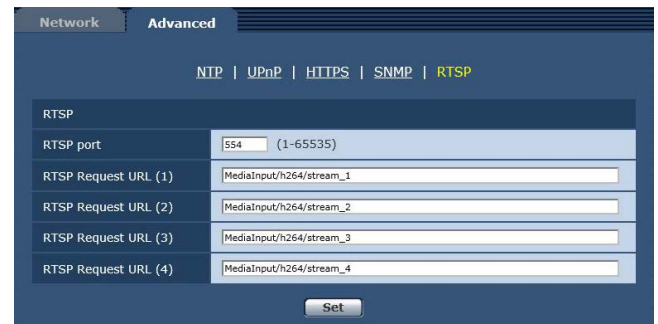 Network Advanced
NTP | UPnP | HTTPS | SNMP | RTSP
RTSP
RTSP port 554 (1-65535)
RTSP Request URL (1) MediaInput/h264/stream_1
RTSP Request URL (2) MediaInput/h264/stream_2
RTSP Request URL (3) MediaInput/h264/stream_3
RTSP Request URL (4) MediaInput/h264/stream_4
Set